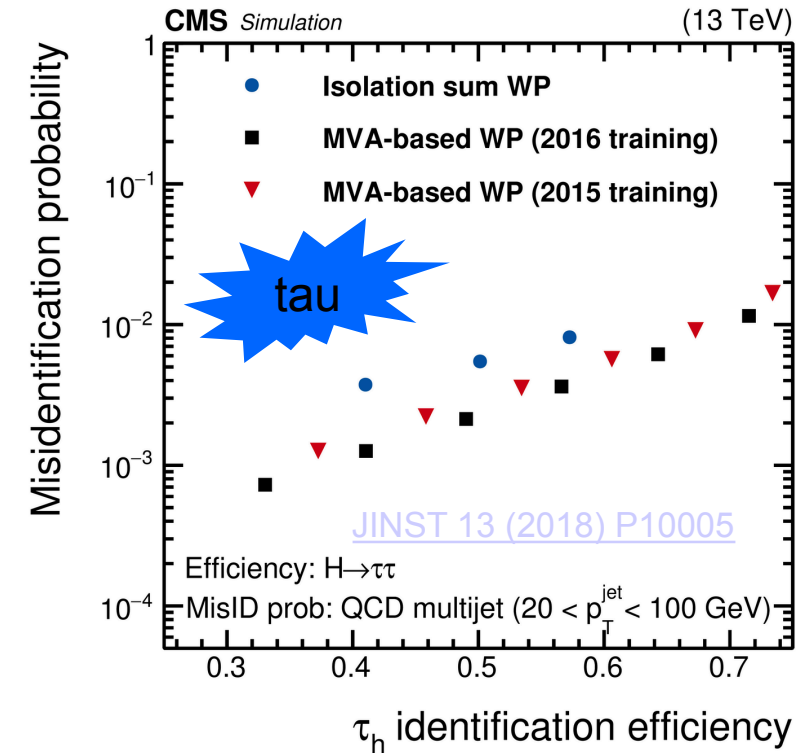 CMS Simulation (13 TeV)
Misidentification probability
1
10⁻¹
10⁻²
10⁻³
10⁻⁴
Isolation sum WP
MVA-based WP (2016 training)
MVA-based WP (2015 training)
tau
JINST 13 (2018) P10005
Efficiency: H→ττ
MisID prob: QCD multijet (20 < p_T^jet < 100 GeV)
0.3 0.4 0.5 0.6 0.7
τ_h identification efficiency